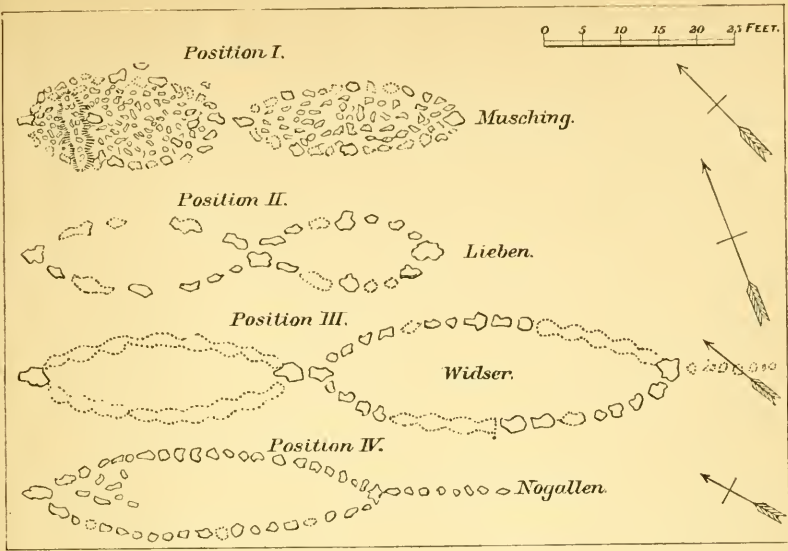 0 5 10 15 20 25 FEET.
Position I.
Musching.
Position II.
Lieben.
Position III.
Widser.
Position IV.
Nogallen.